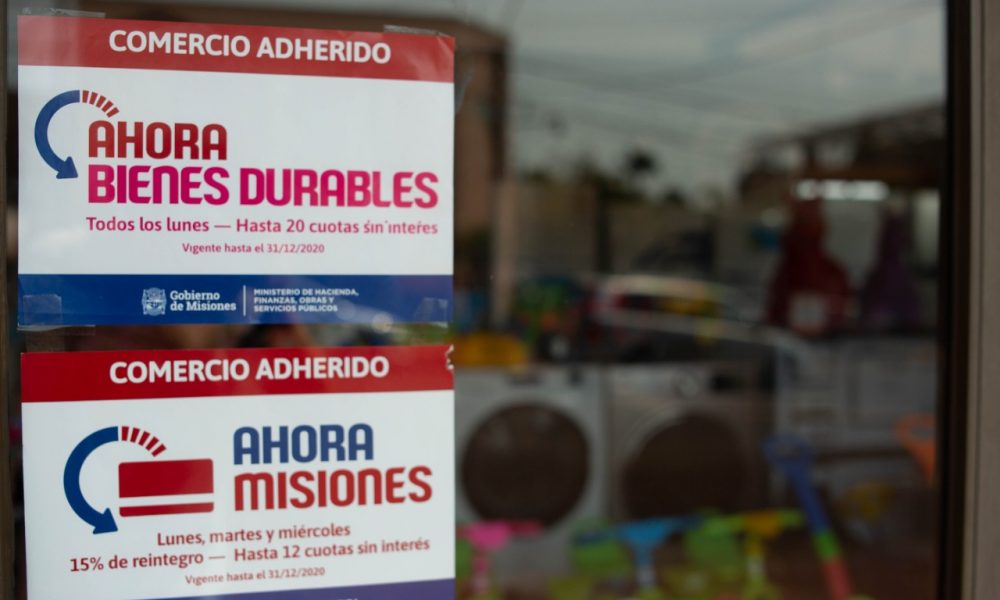 COMERCIO ADHERIDO
AHORA
BIENES DURABLES
Todos los lunes — Hasta 20 cuotas sin interés
Vigente hasta el 31/12/2020
Gobierno
de Misiones
MINISTERIO DE HACIENDA,
FINANZAS, OBRAS Y
SERVICIOS PÚBLICOS
COMERCIO ADHERIDO
AHORA
MISIONES
Lunes, martes y miércoles
15% de reintegro — Hasta 12 cuotas sin interés
Vigente hasta el 31/12/2020